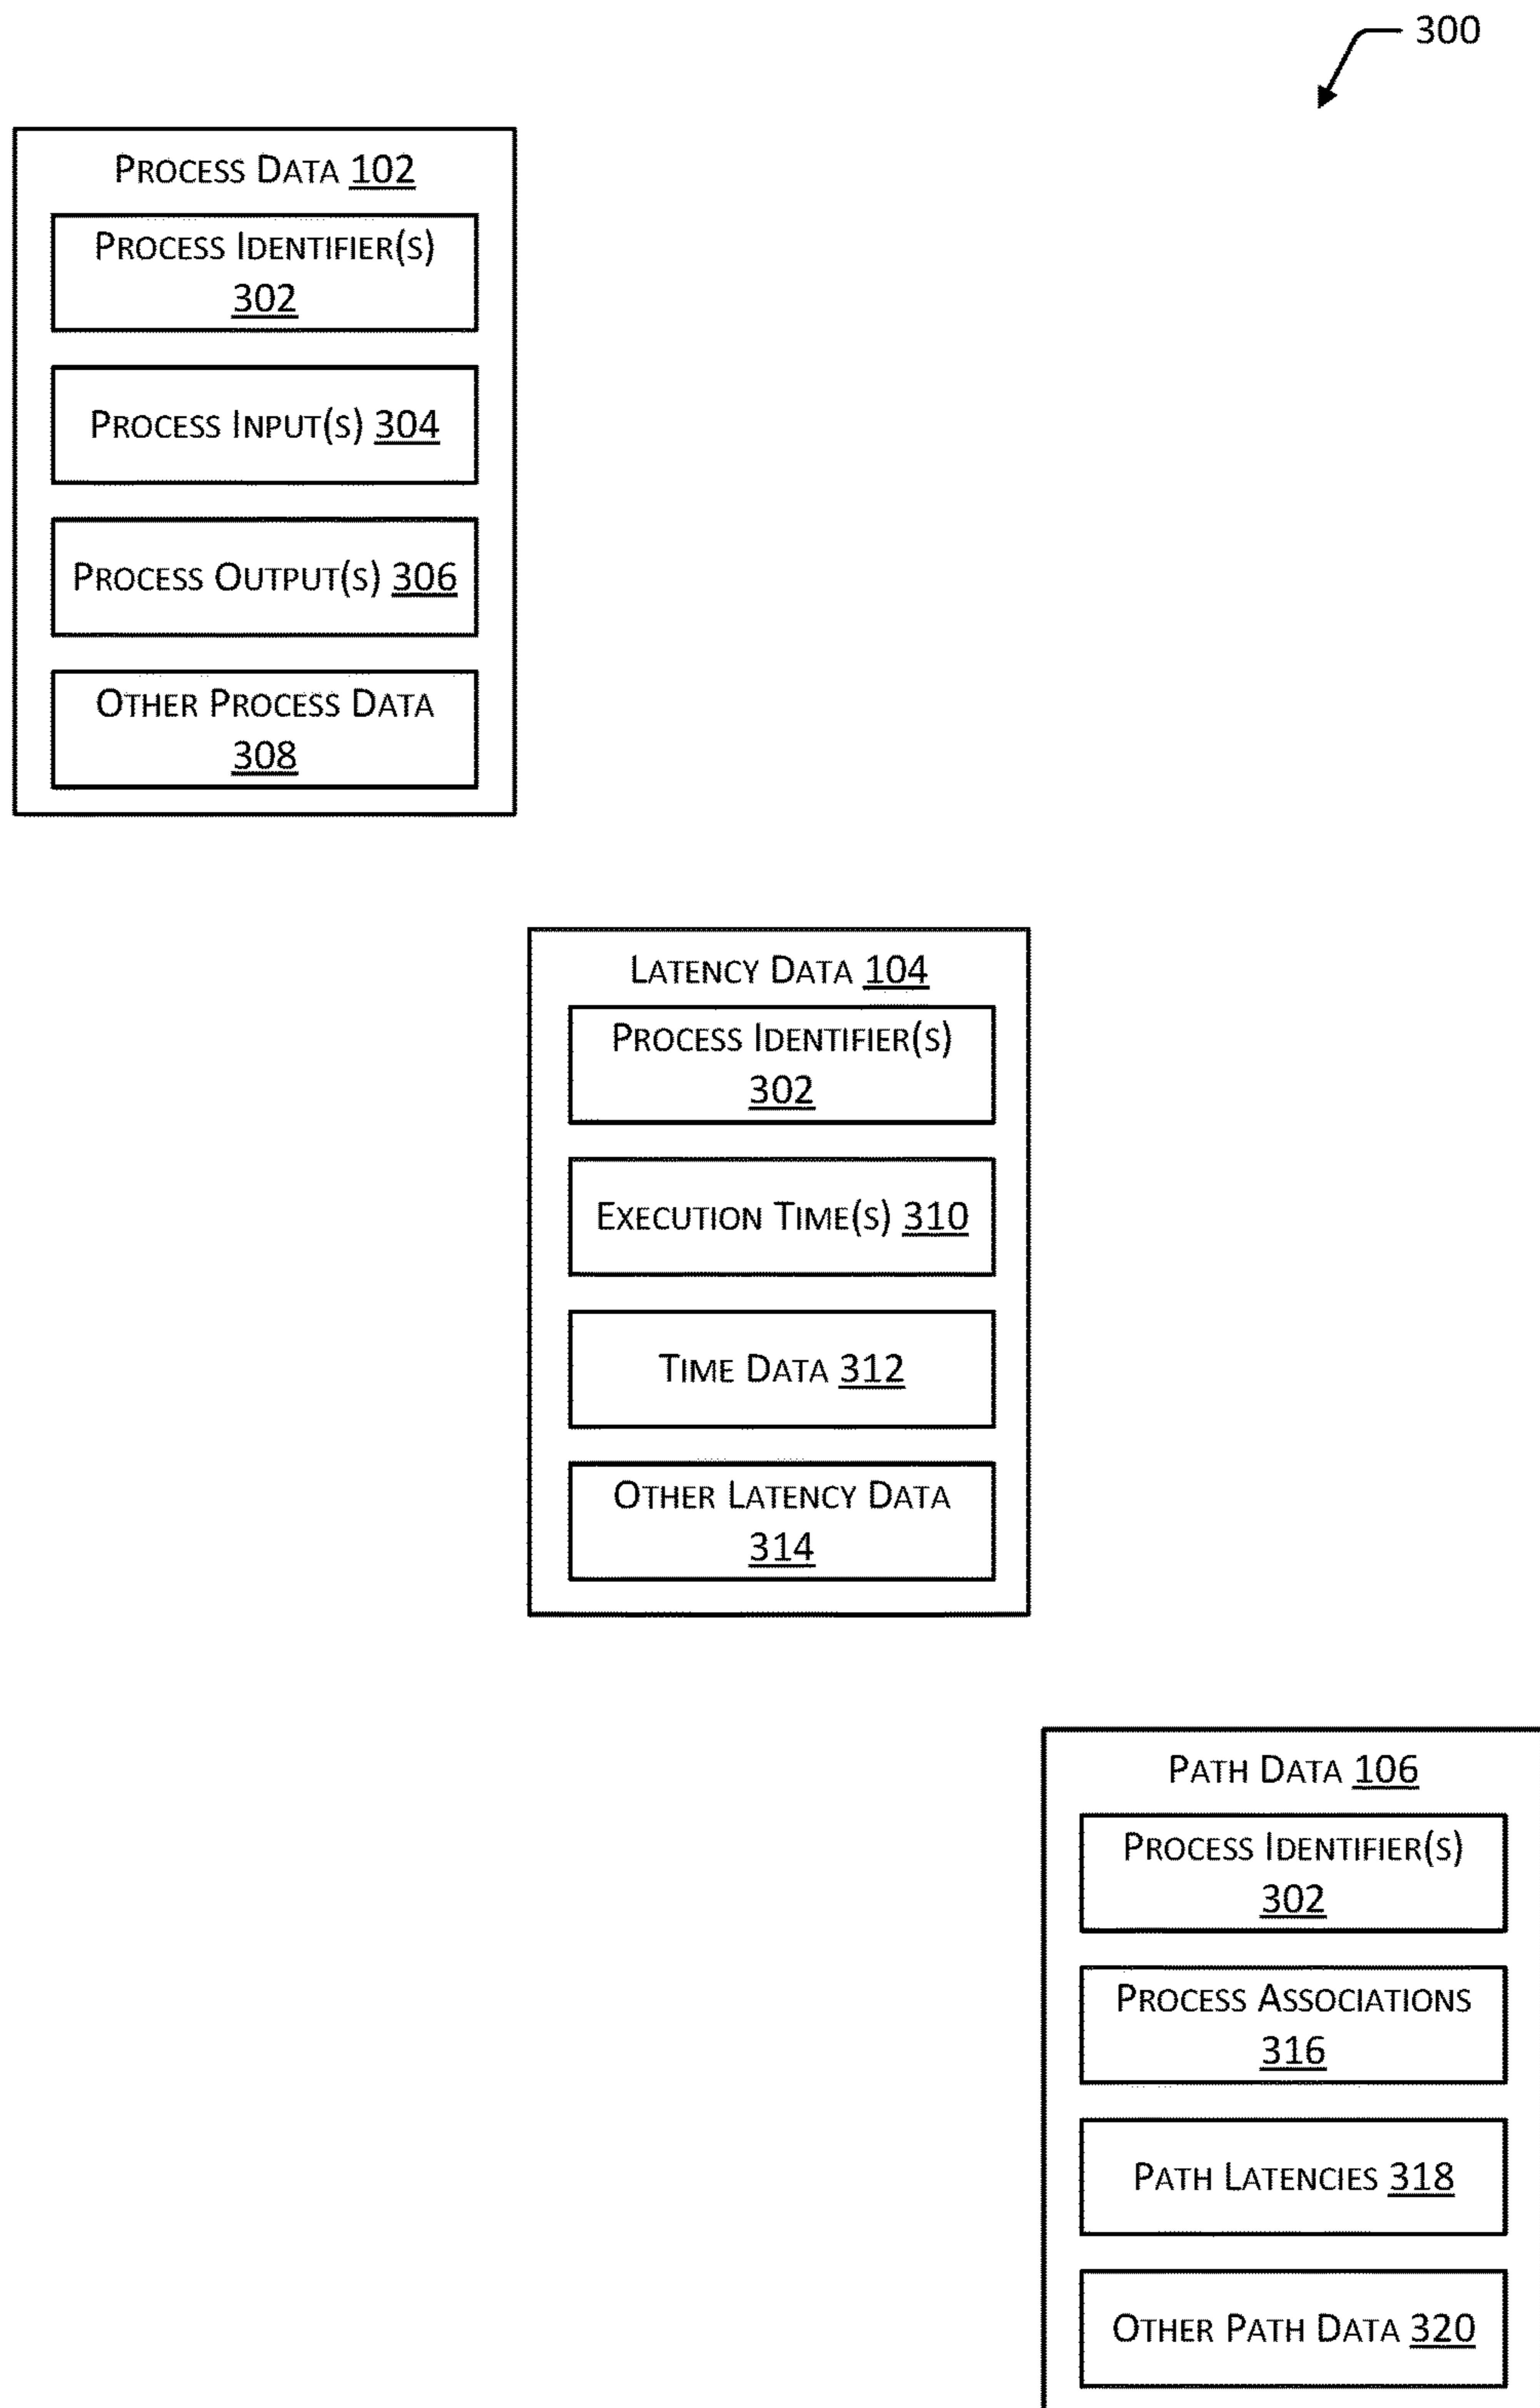 300
PROCESS DATA 102
PROCESS IDENTIFIER(S)
302
PROCESS INPUT(S) 304
PROCESS OUTPUT(S) 306
OTHER PROCESS DATA
308
LATENCY DATA 104
PROCESS IDENTIFIER(S)
302
EXECUTION TIME(S) 310
TIME DATA 312
OTHER LATENCY DATA
314
PATH DATA 106
PROCESS IDENTIFIER(S)
302
PROCESS ASSOCIATIONS
316
PATH LATENCIES 318
OTHER PATH DATA 320